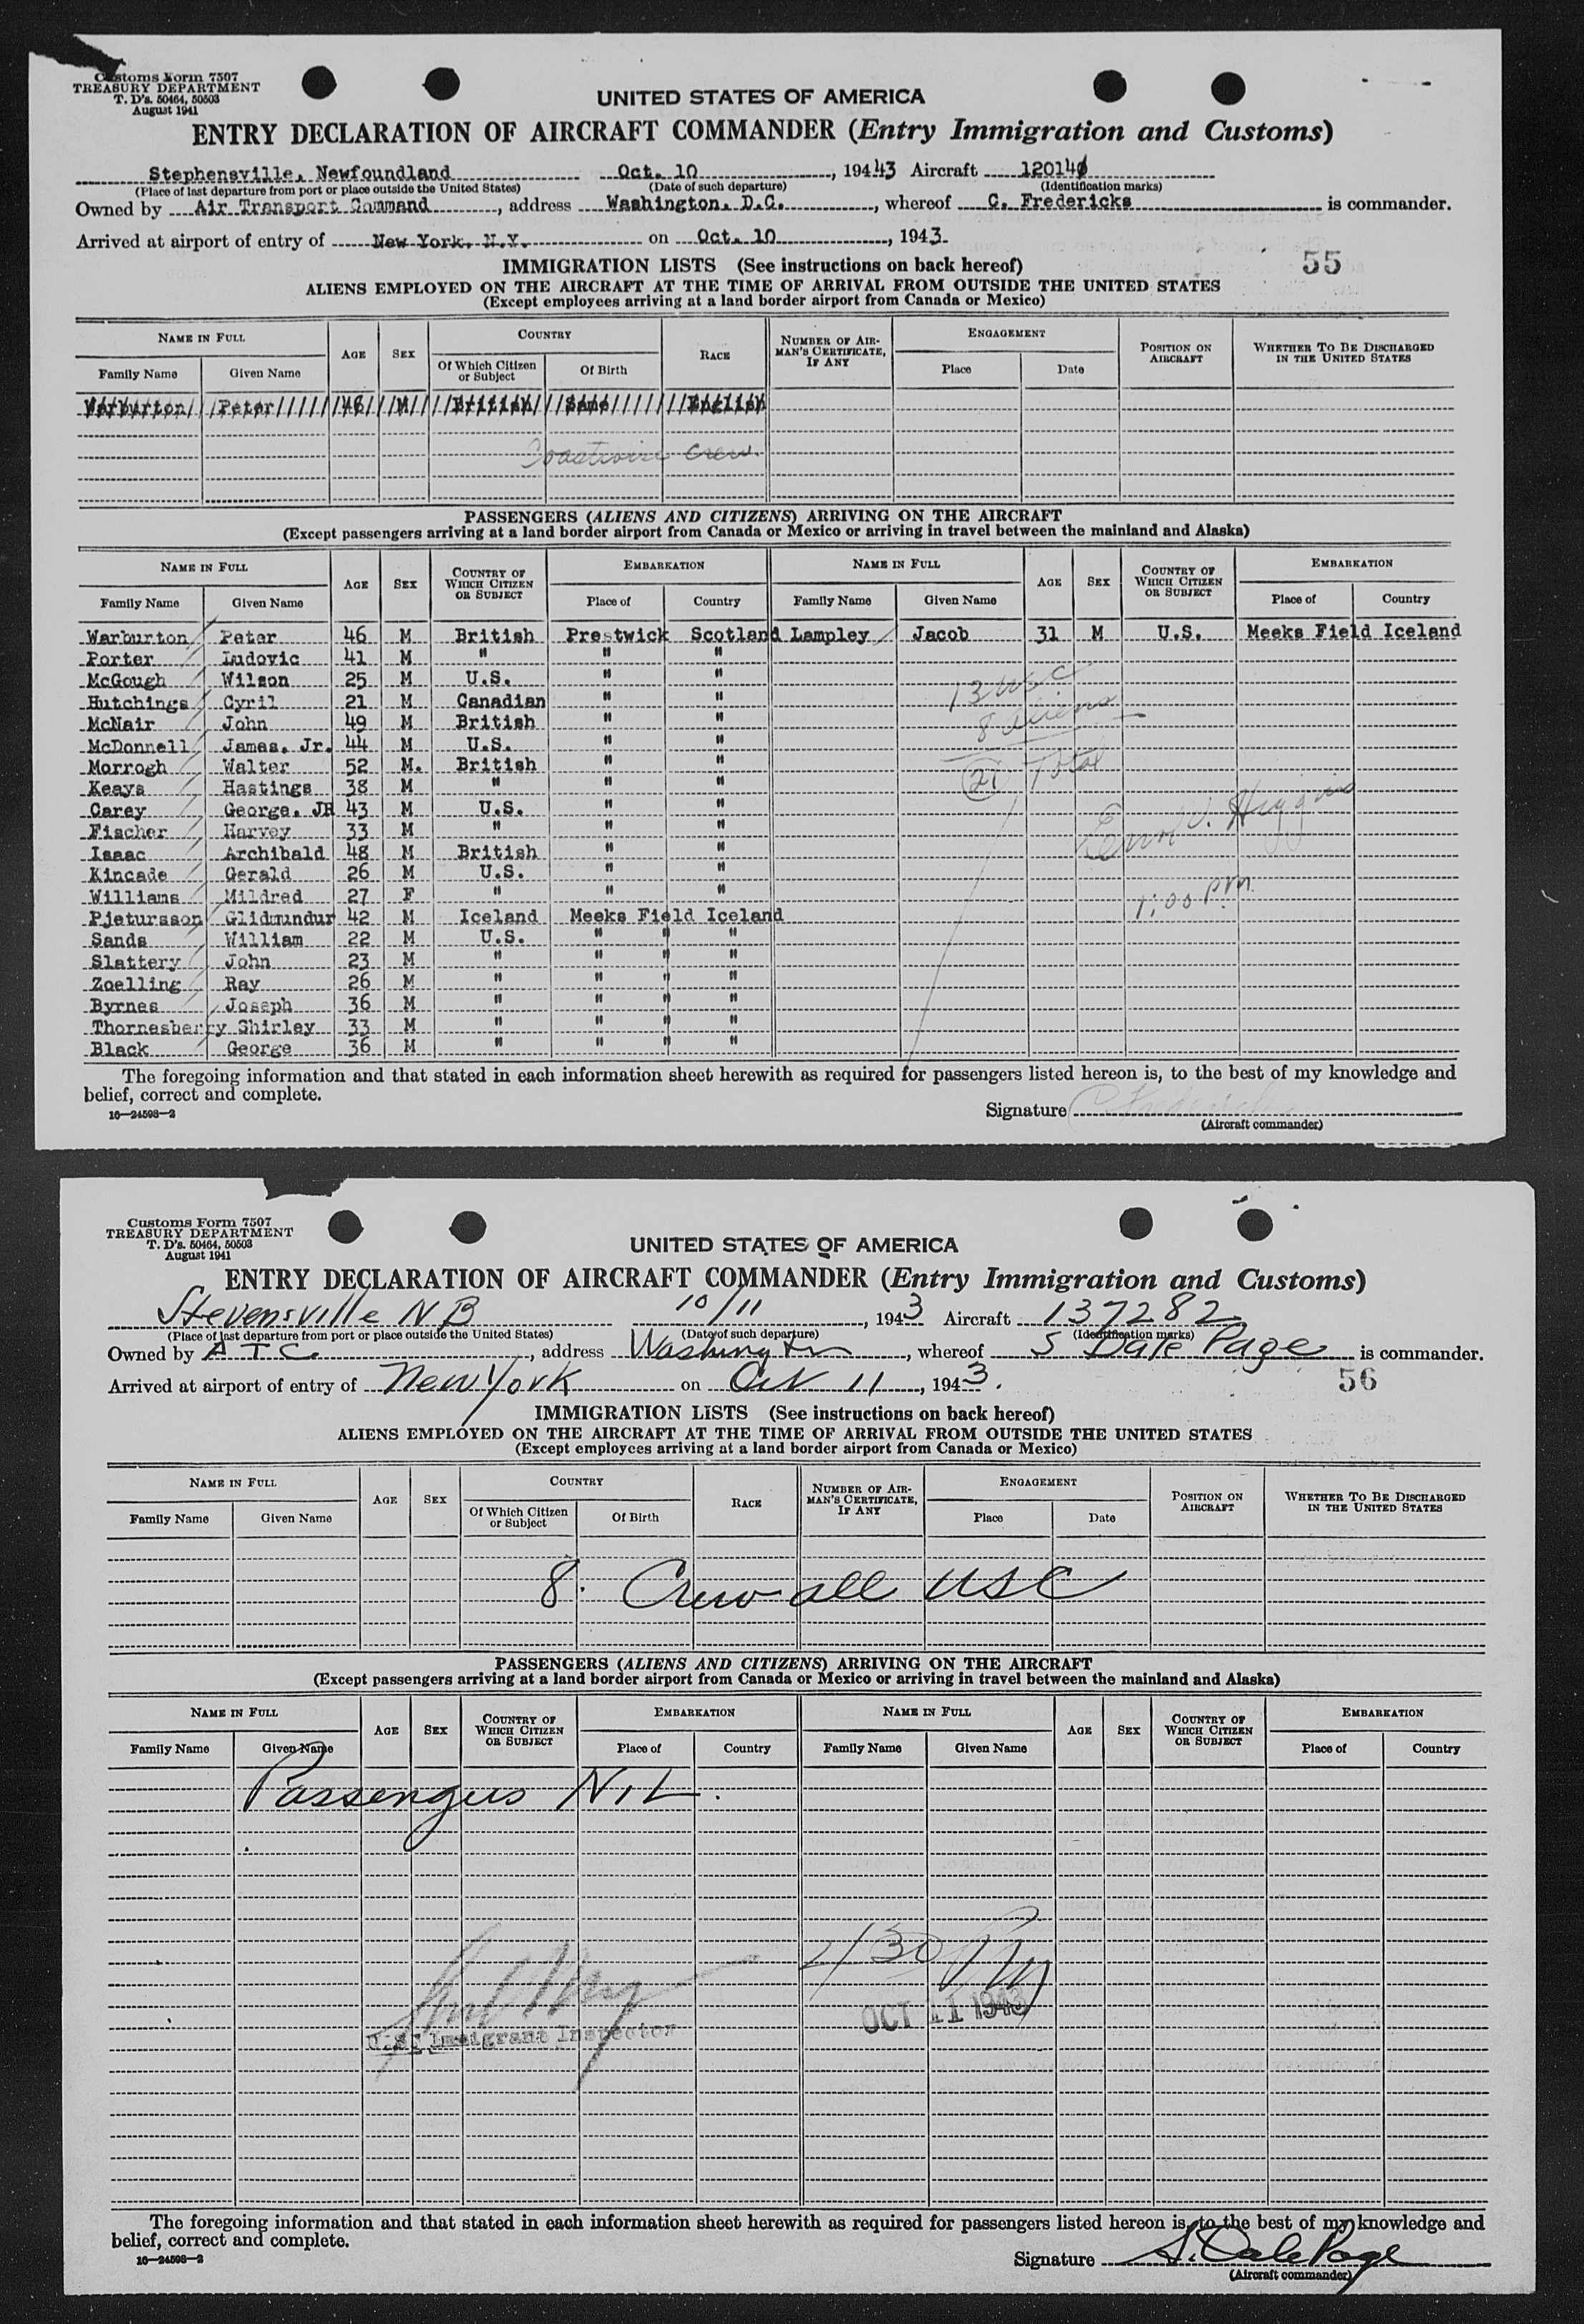 Customs Form 7507
TREASURY DEPARTMENT
T. D's. 50464, 50503
August 1941
UNITED STATES OF AMERICA
ENTRY DECLARATION OF AIRCRAFT COMMANDER (Entry Immigration and Customs)
Stephensville, Newfoundland Oct. 10, 19443 Aircraft 120140
(Place of last departure from port or place outside the United States) (Date of such departure) (Identification marks)
Owned by Air Transport Command, address Washington, D.C., whereof C. Fredericks is commander.
Arrived at airport of entry of New York, N.Y. on Oct. 10, 1943.
55
IMMIGRATION LISTS (See instructions on back hereof)
ALIENS EMPLOYED ON THE AIRCRAFT AT THE TIME OF ARRIVAL FROM OUTSIDE THE UNITED STATES
(Except employees arriving at a land border airport from Canada or Mexico)
NAME IN FULL AGE SEX COUNTRY RACE NUMBER OF AIRMAN'S CERTIFICATE, IF ANY ENGAGEMENT POSITION ON AIRCRAFT WHETHER TO BE DISCHARGED IN THE UNITED STATES
Family Name Given Name Of Which Citizen or Subject Of Birth Place Date
Warburton Peter 46 M British Same English
Coastwise crew.
PASSENGERS (ALIENS AND CITIZENS) ARRIVING ON THE AIRCRAFT
(Except passengers arriving at a land border airport from Canada or Mexico or arriving in travel between the mainland and Alaska)
NAME IN FULL AGE SEX COUNTRY OF WHICH CITIZEN OR SUBJECT EMBARKATION NAME IN FULL AGE SEX COUNTRY OF WHICH CITIZEN OR SUBJECT EMBARKATION
Family Name Given Name Place of Country Family Name Given Name Place of Country
Warburton Peter 46 M British Prestwick Scotland Lampley Jacob 31 M U.S. Meeks Field Iceland
Porter Ludovic 41 M " " "
McGough Wilson 25 M U.S. " "
Hutchings Cyril 21 M Canadian " "
McNair John 49 M British " "
McDonnell James, Jr. 44 M U.S. " "
Morrogh Walter 52 M. British " "
Keays Hastings 38 M " " "
Carey George, JR 43 M U.S. " "
Fischer Harvey 33 M " " "
Isaac Archibald 48 M British " "
Kincade Gerald 26 M U.S. " "
Williams Mildred 27 F " " "
Pjetursson Glidmundur 42 M Iceland Meeks Field Iceland
Sands William 22 M U.S. " " "
Slattery John 23 M " " " "
Zoelling Ray 26 M " " " "
Byrnes Joseph 36 M " " " "
Thornesberry Shirley 33 M " " " "
Black George 36 M " " " "
13 USC
8 aliens
21 Total
Higgins
1:00 pm.
The foregoing information and that stated in each information sheet herewith as required for passengers listed hereon is, to the best of my knowledge and
belief, correct and complete.
16—24598-2
Signature C Fredericks
(Aircraft commander)
Customs Form 7507
TREASURY DEPARTMENT
T. D's. 50464, 50503
August 1941
UNITED STATES OF AMERICA
ENTRY DECLARATION OF AIRCRAFT COMMANDER (Entry Immigration and Customs)
Stevensville N B 10/11, 1943 Aircraft 137282
(Place of last departure from port or place outside the United States) (Date of such departure) (Identification marks)
Owned by A T C, address Washington, whereof S Dale Page is commander.
Arrived at airport of entry of New York on Oct 11, 1943.
56
IMMIGRATION LISTS (See instructions on back hereof)
ALIENS EMPLOYED ON THE AIRCRAFT AT THE TIME OF ARRIVAL FROM OUTSIDE THE UNITED STATES
(Except employees arriving at a land border airport from Canada or Mexico)
NAME IN FULL AGE SEX COUNTRY RACE NUMBER OF AIRMAN'S CERTIFICATE, IF ANY ENGAGEMENT POSITION ON AIRCRAFT WHETHER TO BE DISCHARGED IN THE UNITED STATES
Family Name Given Name Of Which Citizen or Subject Of Birth Place Date
8. Crew all USC
PASSENGERS (ALIENS AND CITIZENS) ARRIVING ON THE AIRCRAFT
(Except passengers arriving at a land border airport from Canada or Mexico or arriving in travel between the mainland and Alaska)
NAME IN FULL AGE SEX COUNTRY OF WHICH CITIZEN OR SUBJECT EMBARKATION NAME IN FULL AGE SEX COUNTRY OF WHICH CITIZEN OR SUBJECT EMBARKATION
Family Name Given Name Place of Country Family Name Given Name Place of Country
Passengers NIL.
430 Pm
OCT 11 1943
U.S. Immigrant Inspector
The foregoing information and that stated in each information sheet herewith as required for passengers listed hereon is, to the best of my knowledge and
belief, correct and complete.
16—24598-2
Signature S. Dale Page
(Aircraft commander)